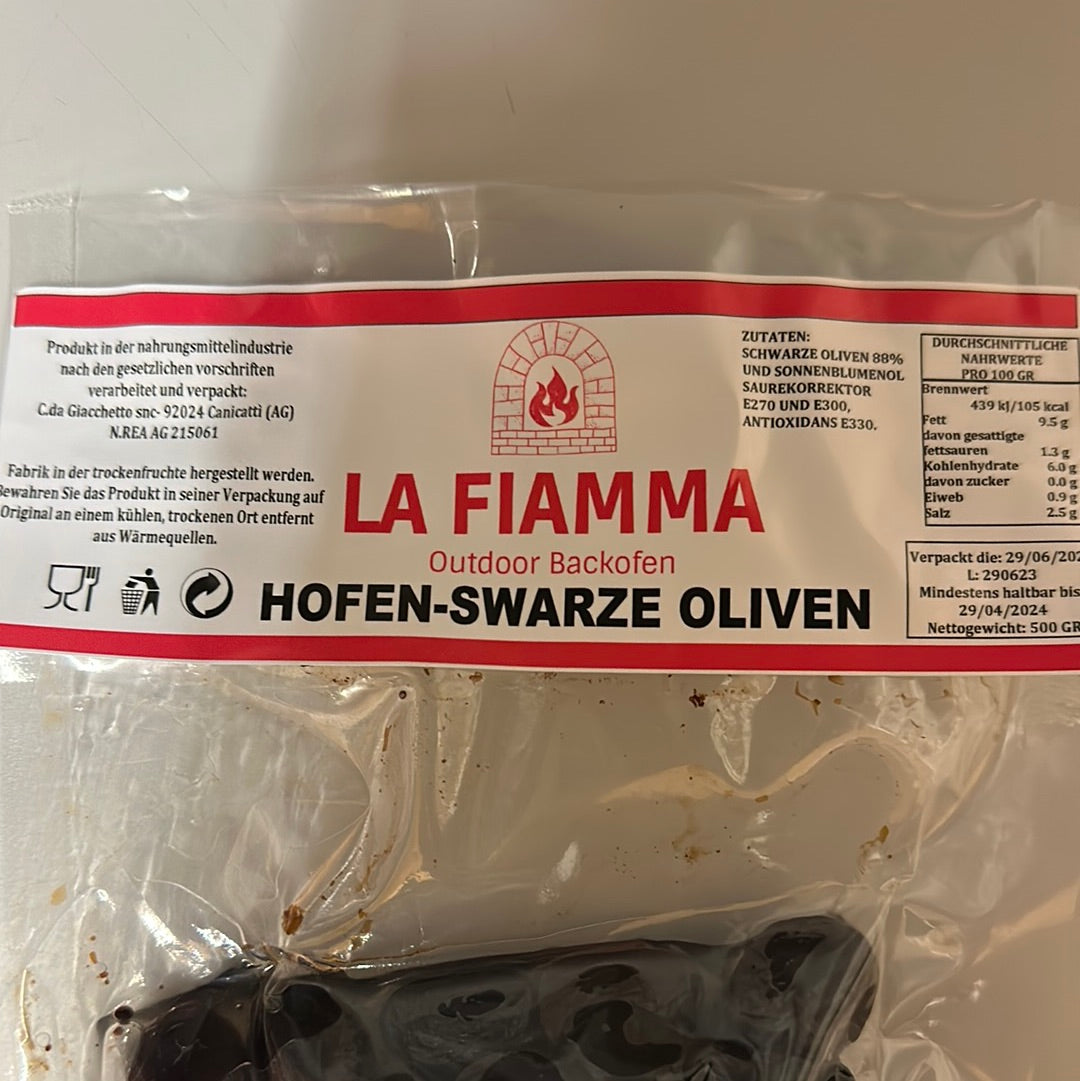 Produkt in der nahrungsmittelindustrie
nach den gesetzlichen vorschriften
verarbeitet und verpackt:
C.da Giacchetto snc- 92024 Canicattì (AG)
N.REA AG 215061
Fabrik in der trockenfruchte hergestellt werden.
Bewahren Sie das Produkt in seiner Verpackung auf
Original an einem kühlen, trockenen Ort entfernt
aus Wärmequellen.
LA FIAMMA
Outdoor Backofen
HOFEN-SWARZE OLIVEN
ZUTATEN:
SCHWARZE OLIVEN 88%
UND SONNENBLUMENOL
SAUREKORREKTOR
E270 UND E300,
ANTIOXIDANS E330.
DURCHSCHNITTLICHE
NAHRWERTE
PRO 100 GR
Brennwert
439 kJ/105 kcal
Fett 9.5 g
davon gesattigte
fettsauren 1.3 g
Kohlenhydrate 6.0 g
davon zucker 0.0 g
Eiweb 0.9 g
Salz 2.5 g
Verpackt die: 29/06/202
L: 290623
Mindestens haltbar bis
29/04/2024
Nettogewicht: 500 GR